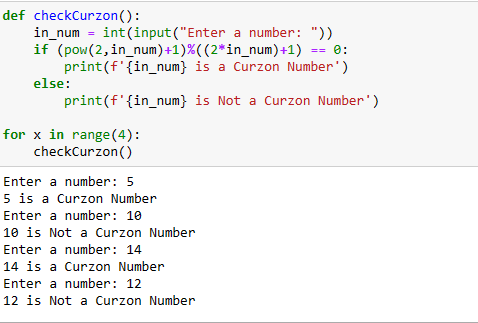 def checkCurzon():
    in_num = int(input("Enter a number: "))
    if (pow(2,in_num)+1)%((2*in_num)+1) == 0:
        print(f'{in_num} is a Curzon Number')
    else:
        print(f'{in_num} is Not a Curzon Number')

for x in range(4):
    checkCurzon()
Enter a number: 5
5 is a Curzon Number
Enter a number: 10
10 is Not a Curzon Number
Enter a number: 14
14 is a Curzon Number
Enter a number: 12
12 is Not a Curzon Number